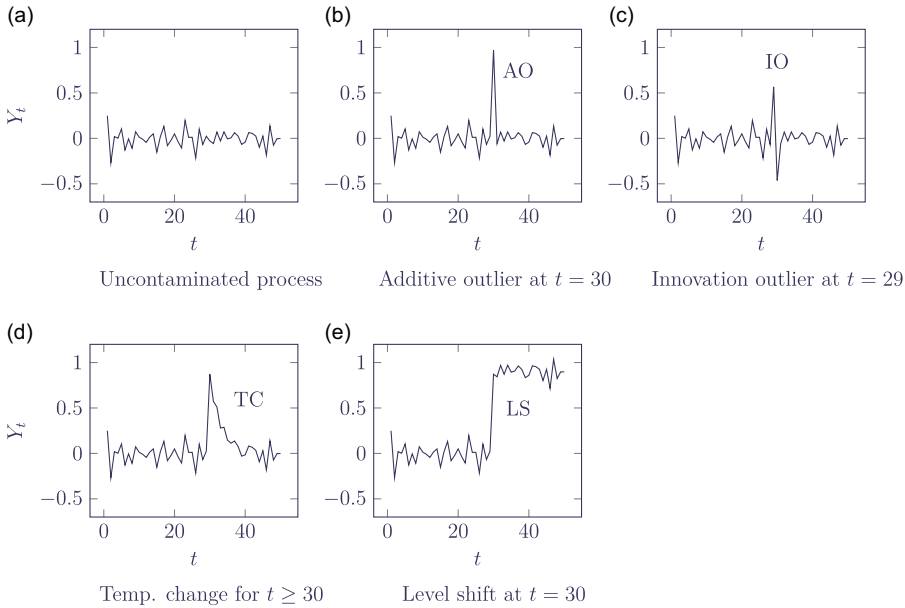 (a)
(b)
(c)
Y_t
1
0.5
0
−0.5
0
20
40
t
Uncontaminated process
1
0.5
0
−0.5
AO
0
20
40
t
Additive outlier at t = 30
1
0.5
0
−0.5
IO
0
20
40
t
Innovation outlier at t = 29
(d)
(e)
Y_t
1
0.5
0
−0.5
TC
0
20
40
t
Temp. change for t ≥ 30
1
0.5
0
−0.5
LS
0
20
40
t
Level shift at t = 30